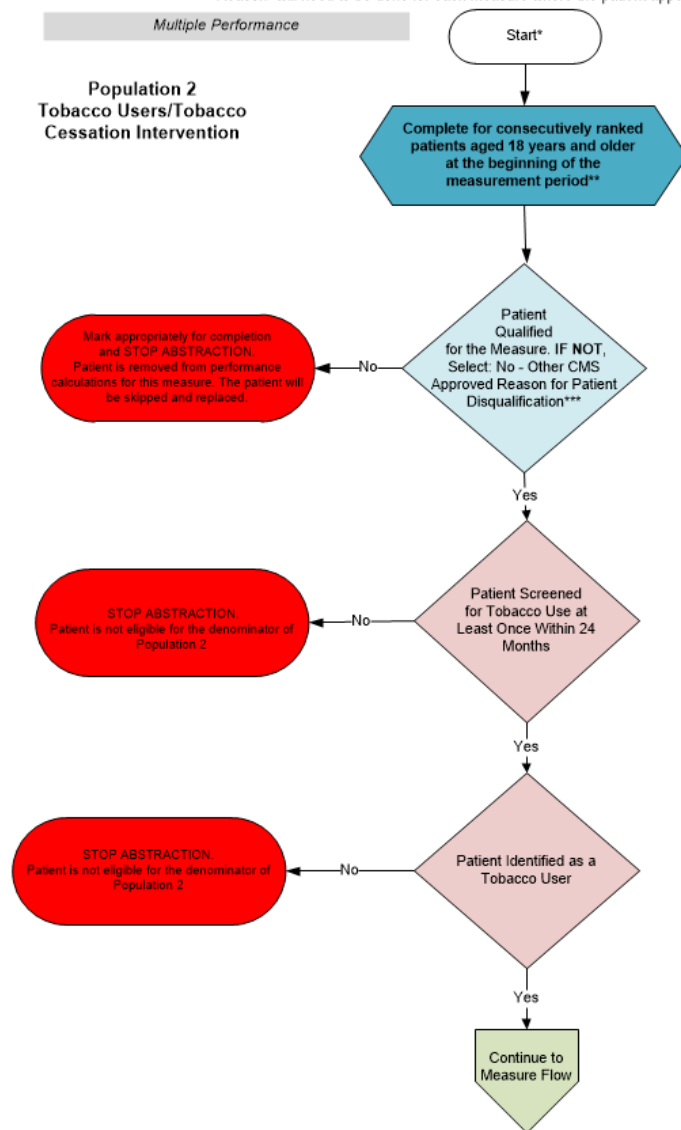 Multiple Performance
Start*
Population 2
Tobacco Users/Tobacco
Cessation Intervention
Complete for consecutively ranked
patients aged 18 years and older
at the beginning of the
measurement period**
Patient
Qualified
for the Measure. IF NOT,
Select: No - Other CMS
Approved Reason for Patient
Disqualification***
No
Mark appropriately for completion
and STOP ABSTRACTION.
Patient is removed from performance
calculations for this measure. The patient will
be skipped and replaced.
Yes
Patient Screened
for Tobacco Use at
Least Once Within 24
Months
No
STOP ABSTRACTION.
Patient is not eligible for the denominator of
Population 2
Yes
Patient Identified as a
Tobacco User
No
STOP ABSTRACTION.
Patient is not eligible for the denominator of
Population 2
Yes
Continue to
Measure Flow